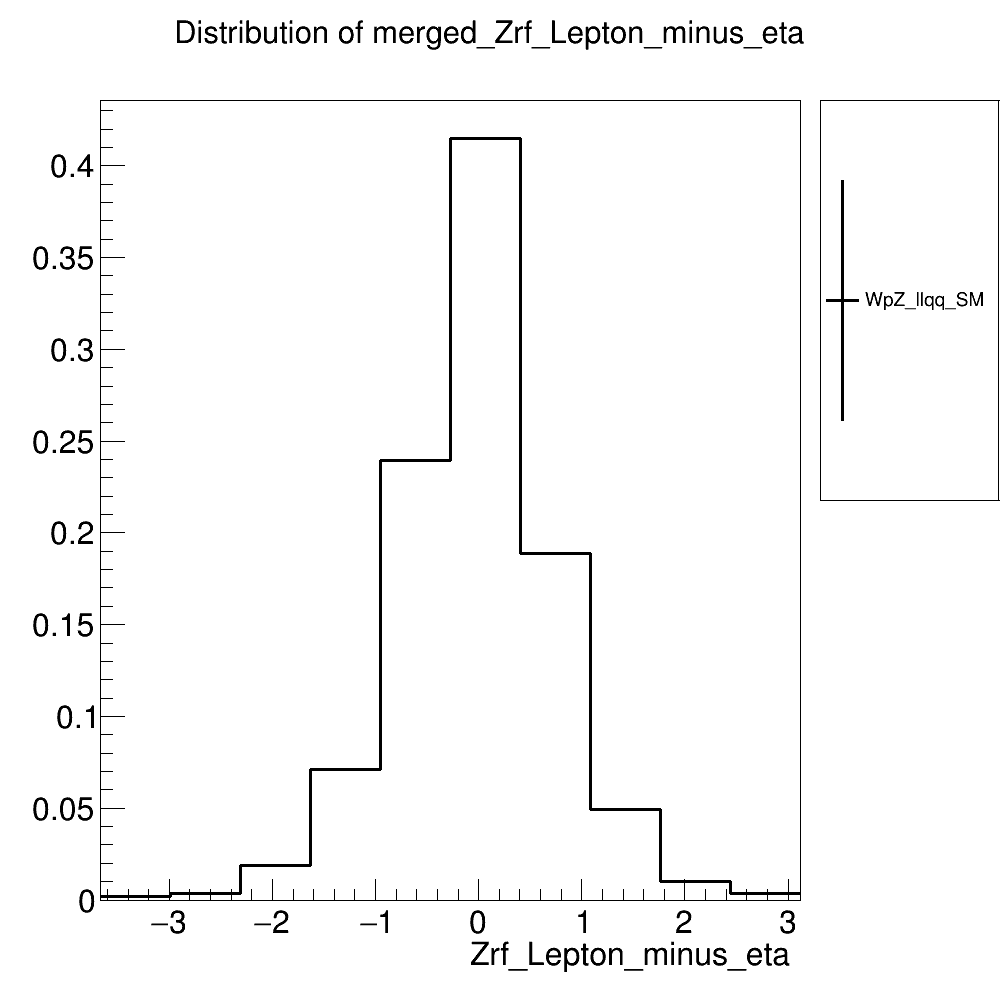 Distribution of merged_Zrf_Lepton_minus_eta
0.4
0.35
0.3
0.25
0.2
0.15
0.1
0.05
0
−3 −2 −1 0 1 2 3
Zrf_Lepton_minus_eta
WpZ_llqq_SM